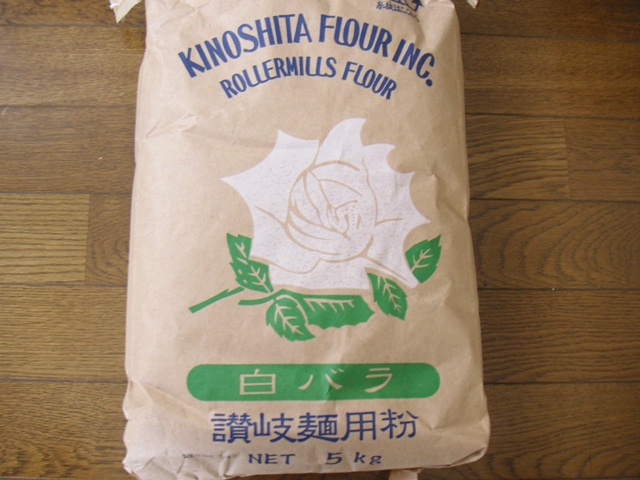 KINOSHITA FLOUR INC.
ROLLERMILLS FLOUR
白バラ
讃岐麺用粉
NET 5kg